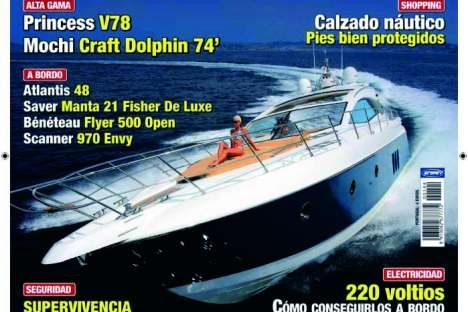 ALTA GAMA
Princess V78
Mochi Craft Dolphin 74’
A BORDO
Atlantis 48
Saver Manta 21 Fisher De Luxe
Bénéteau Flyer 500 Open
Scanner 970 Envy
SHOPPING
Calzado náutico
Pies bien protegidos
SEGURIDAD
SUPERVIVENCIA
ELECTRICIDAD
220 voltios
CÓMO CONSEGUIRLOS A BORDO